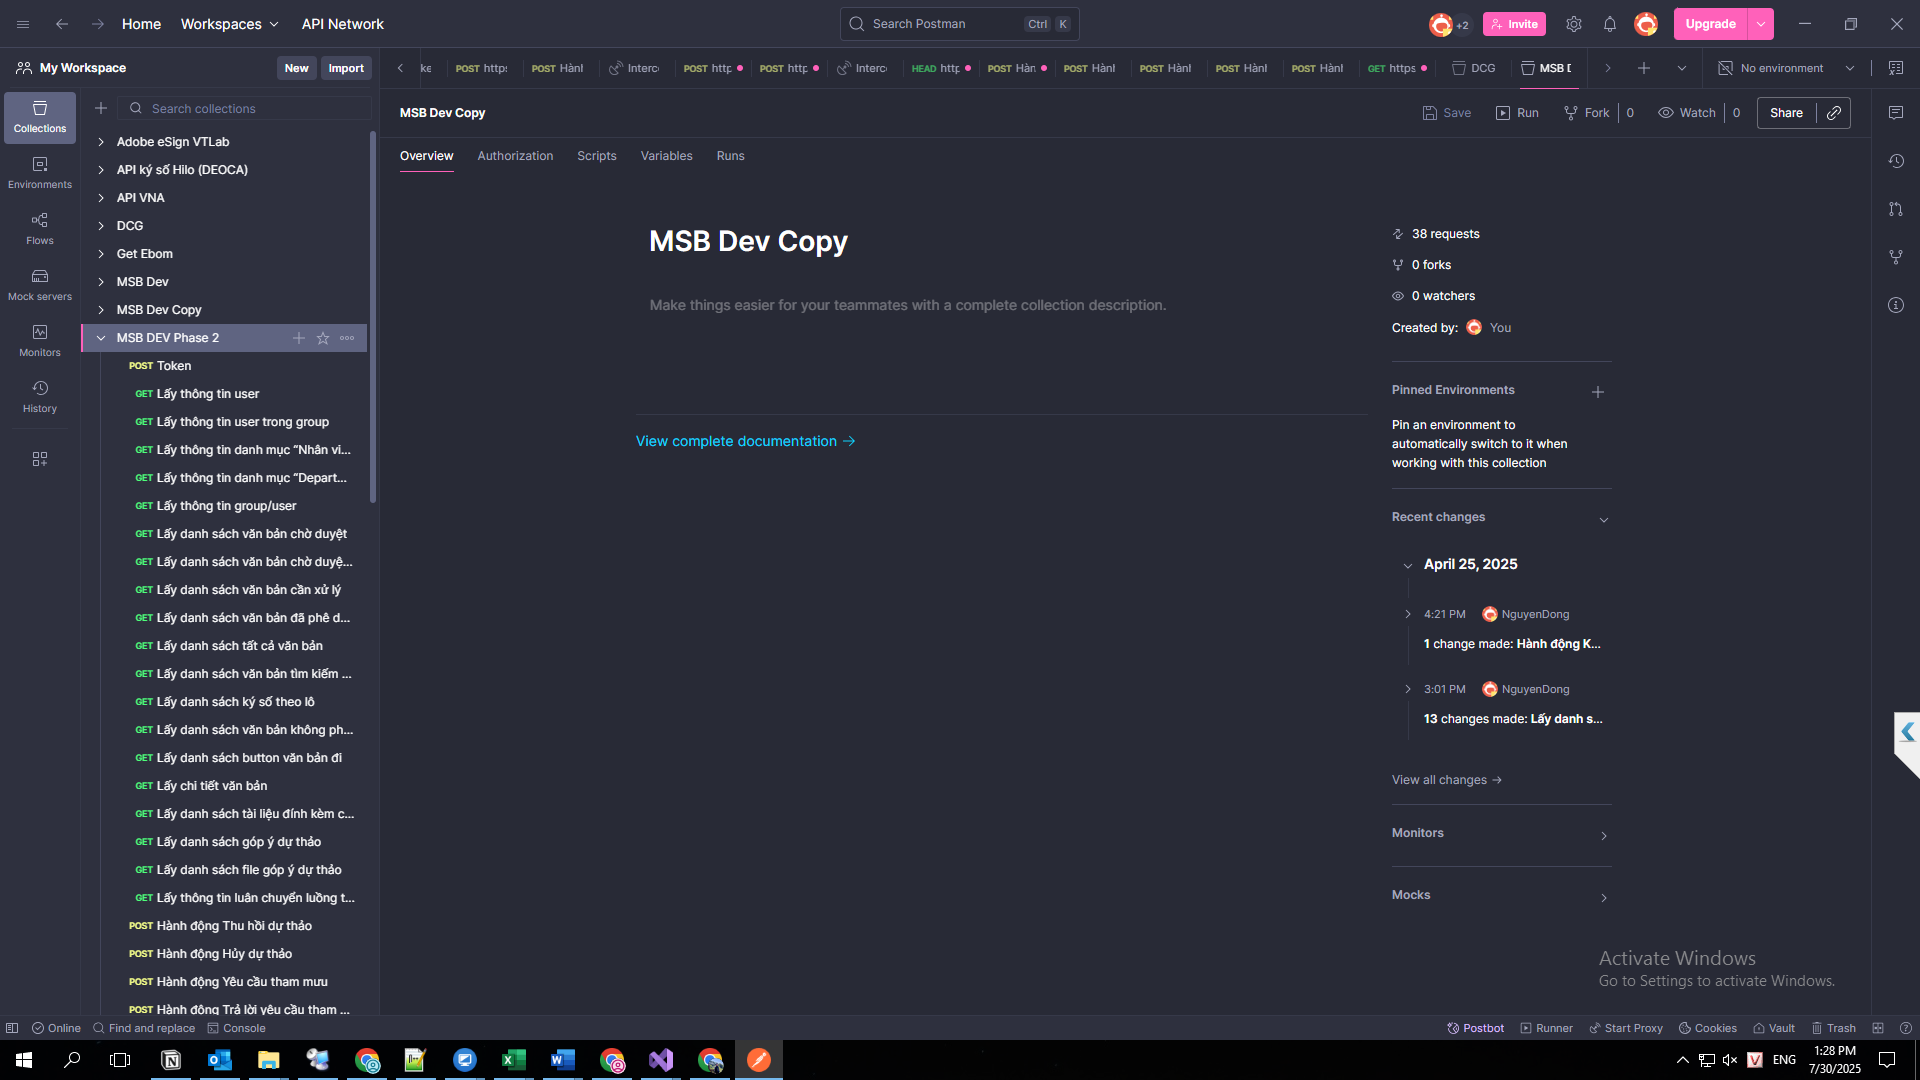 Home Workspaces API Network
Search Postman Ctrl K
+2 Invite Upgrade
My Workspace New Import
POST https
POST Hành
Interc
POST http
POST http
Interc
HEAD http
POST Hàn
POST Hành
POST Hành
POST Hành
POST Hành
GET https
DCG
MSB D
No environment
Collections
Environments
Flows
Mock servers
Monitors
History
Search collections
Adobe eSign VTLab
API ký số Hilo (DEOCA)
API VNA
DCG
Get Ebom
MSB Dev
MSB Dev Copy
MSB DEV Phase 2
POST Token
GET Lấy thông tin user
GET Lấy thông tin user trong group
GET Lấy thông tin danh mục “Nhân vi...
GET Lấy thông tin danh mục “Depart...
GET Lấy thông tin group/user
GET Lấy danh sách văn bản chờ duyệt
GET Lấy danh sách văn bản chờ duyệ...
GET Lấy danh sách văn bản cần xử lý
GET Lấy danh sách văn bản đã phê d...
GET Lấy danh sách tất cả văn bản
GET Lấy danh sách văn bản tìm kiếm ...
GET Lấy danh sách ký số theo lô
GET Lấy danh sách văn bản không ph...
GET Lấy danh sách button văn bản đi
GET Lấy chi tiết văn bản
GET Lấy danh sách tài liệu đính kèm c...
GET Lấy danh sách góp ý dự thảo
GET Lấy danh sách file góp ý dự thảo
GET Lấy thông tin luân chuyển luồng t...
POST Hành động Thu hồi dự thảo
POST Hành động Hủy dự thảo
POST Hành động Yêu cầu tham mưu
POST Hành động Trả lời yêu cầu tham ...
MSB Dev Copy
Save Run Fork 0 Watch 0 Share
Overview Authorization Scripts Variables Runs
MSB Dev Copy
Make things easier for your teammates with a complete collection description.
View complete documentation →
38 requests
0 forks
0 watchers
Created by: You
Pinned Environments
Pin an environment to
automatically switch to it when
working with this collection
Recent changes
April 25, 2025
4:21 PM NguyenDong
1 change made: Hành động K...
3:01 PM NguyenDong
13 changes made: Lấy danh s...
View all changes →
Monitors
Mocks
Activate Windows
Go to Settings to activate Windows.
Online Find and replace Console
Postbot Runner Start Proxy Cookies Vault Trash
ENG
1:28 PM
7/30/2025